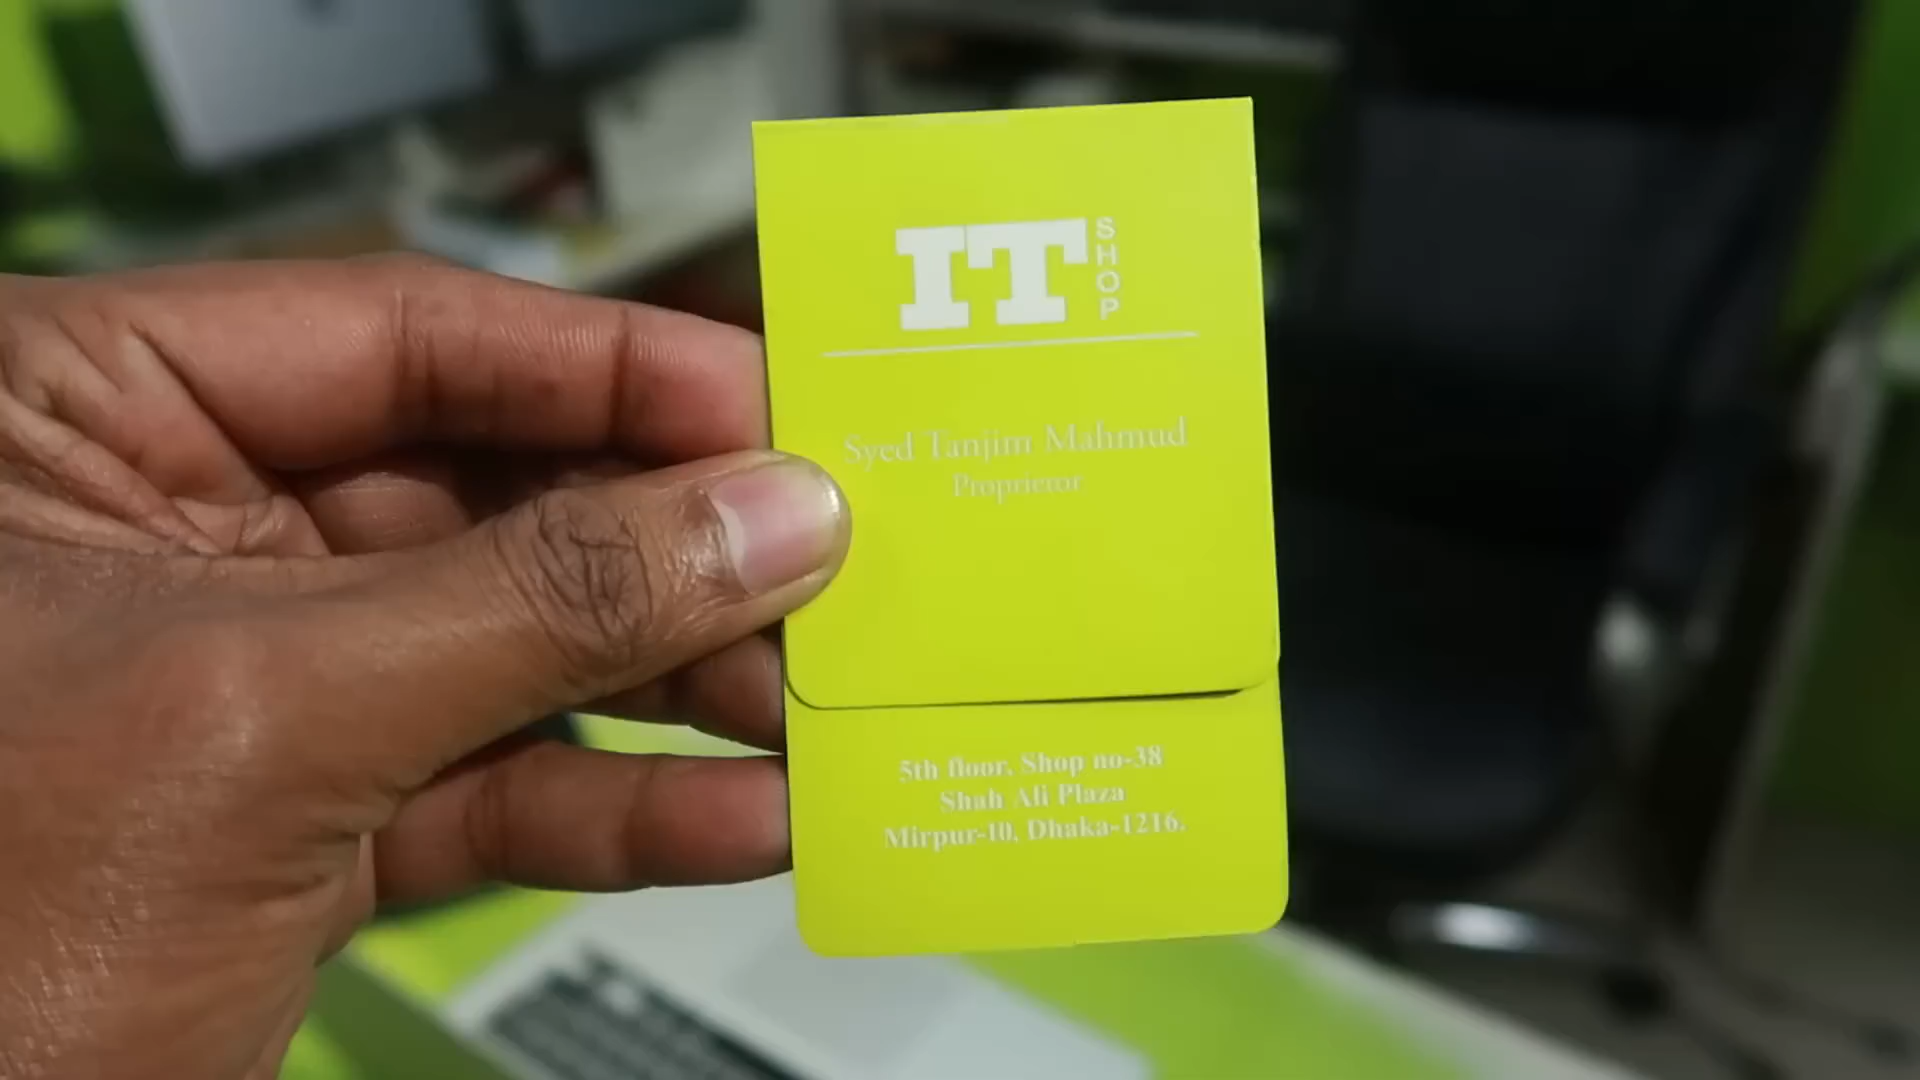 IT SHOP
Syed Tanjim Mahmud
Proprietor
5th floor, Shop no-38
Shah Ali Plaza
Mirpur-10, Dhaka-1216.